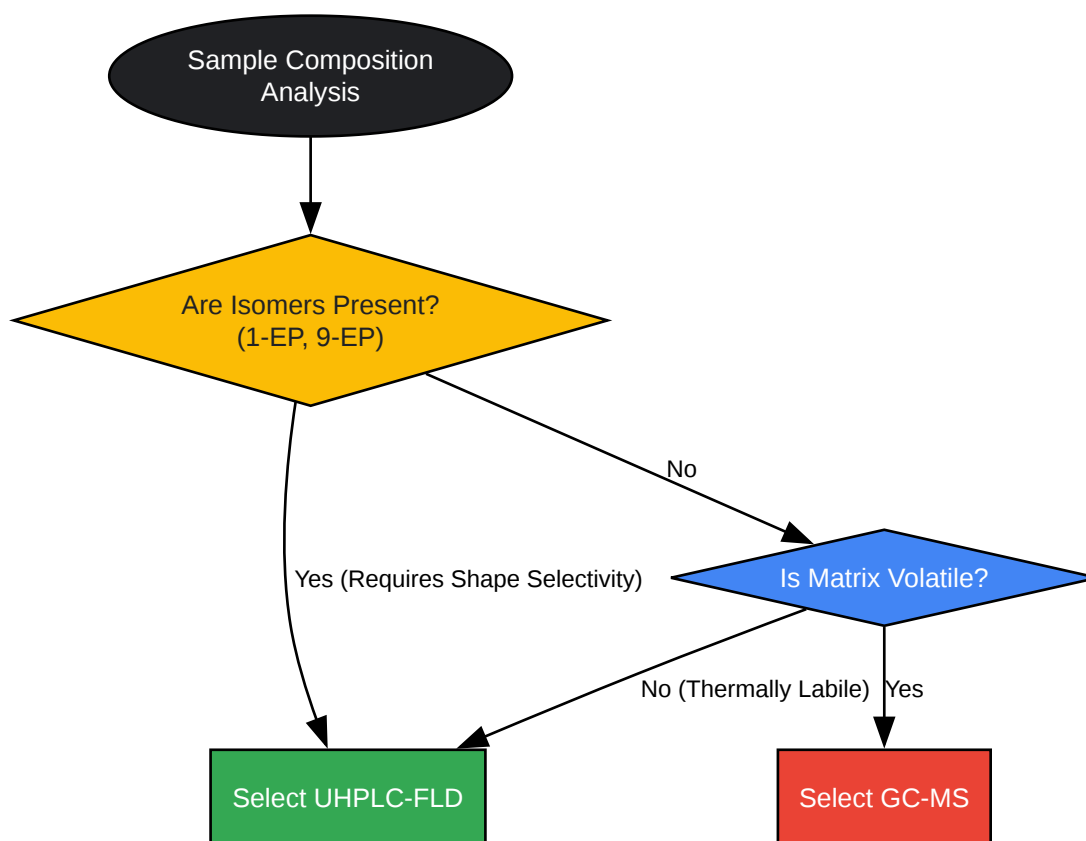 Sample Composition
Analysis
Are Isomers Present?
(1-EP, 9-EP)
No
Is Matrix Volatile?
Yes (Requires Shape Selectivity)
No (Thermally Labile)
Yes
Select UHPLC-FLD
Select GC-MS